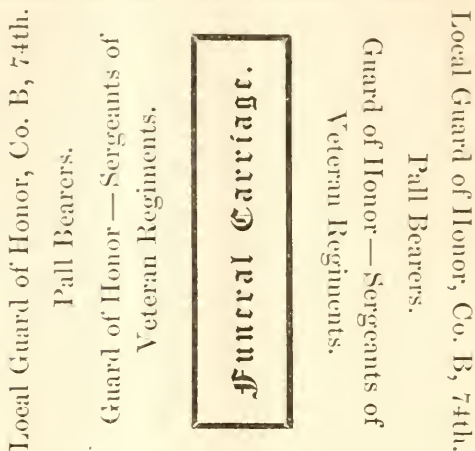 Local Guard of Honor, Co. B, 74th.
Pall Bearers.
Guard of Honor—Sergeants of
Veteran Regiments.
Funeral Carriage.
Guard of Honor—Sergeants of
Veteran Regiments.
Pall Bearers.
Local Guard of Honor, Co. B, 74th.